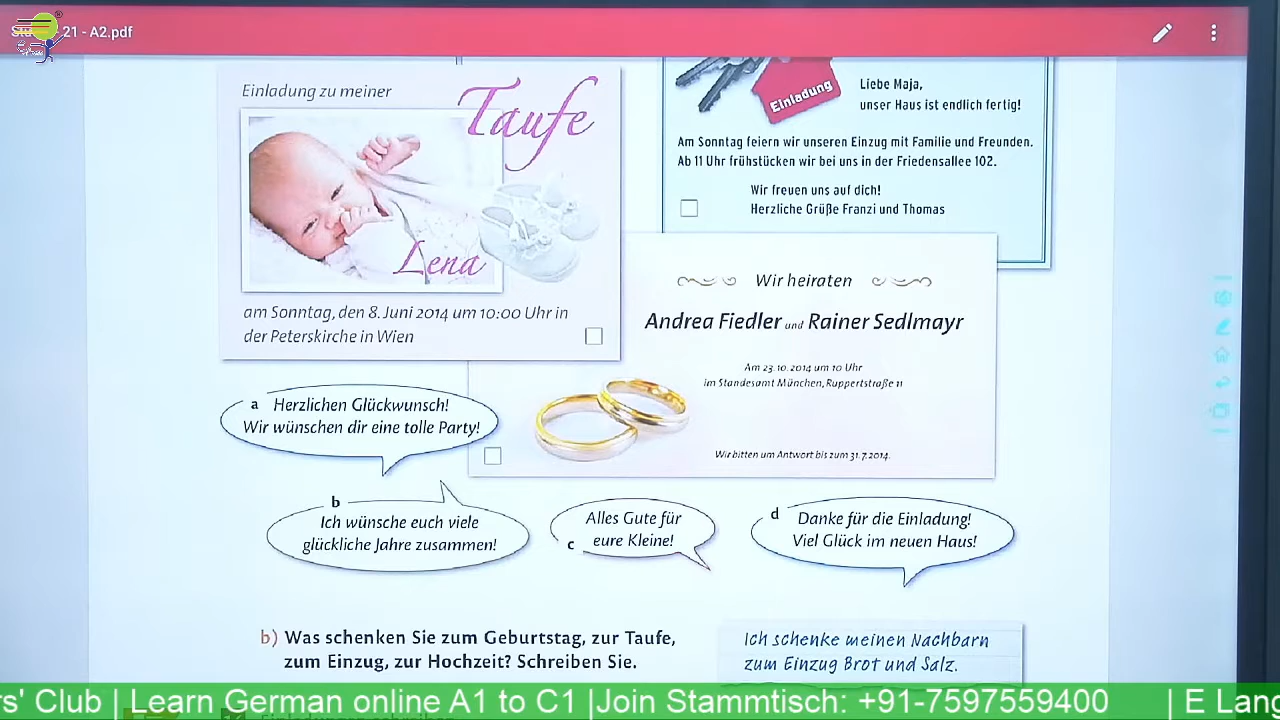 21 - A2.pdf
Einladung zu meiner
Taufe
Lena
am Sonntag, den 8. Juni 2014 um 10:00 Uhr in
der Peterskirche in Wien
Einladung
Liebe Maja,
unser Haus ist endlich fertig!
Am Sonntag feiern wir unseren Einzug mit Familie und Freunden.
Ab 11 Uhr frühstücken wir bei uns in der Friedensallee 102.
Wir freuen uns auf dich!
Herzliche Grüße Franzi und Thomas
Wir heiraten
Andrea Fiedler und Rainer Sedlmayr
Am 23.10.2014 um 10 Uhr
im Standesamt München, Ruppertstraße 11
Wir bitten um Antwort bis zum 31.7.2014.
a Herzlichen Glückwunsch!
Wir wünschen dir eine tolle Party!
b
Ich wünsche euch viele
glückliche Jahre zusammen!
Alles Gute für
c eure Kleine!
d Danke für die Einladung!
Viel Glück im neuen Haus!
b) Was schenken Sie zum Geburtstag, zur Taufe,
zum Einzug, zur Hochzeit? Schreiben Sie.
Ich schenke meinen Nachbarn
zum Einzug Brot und Salz.
rs' Club | Learn German online A1 to C1 |Join Stammtisch: +91-7597559400 | E Lang